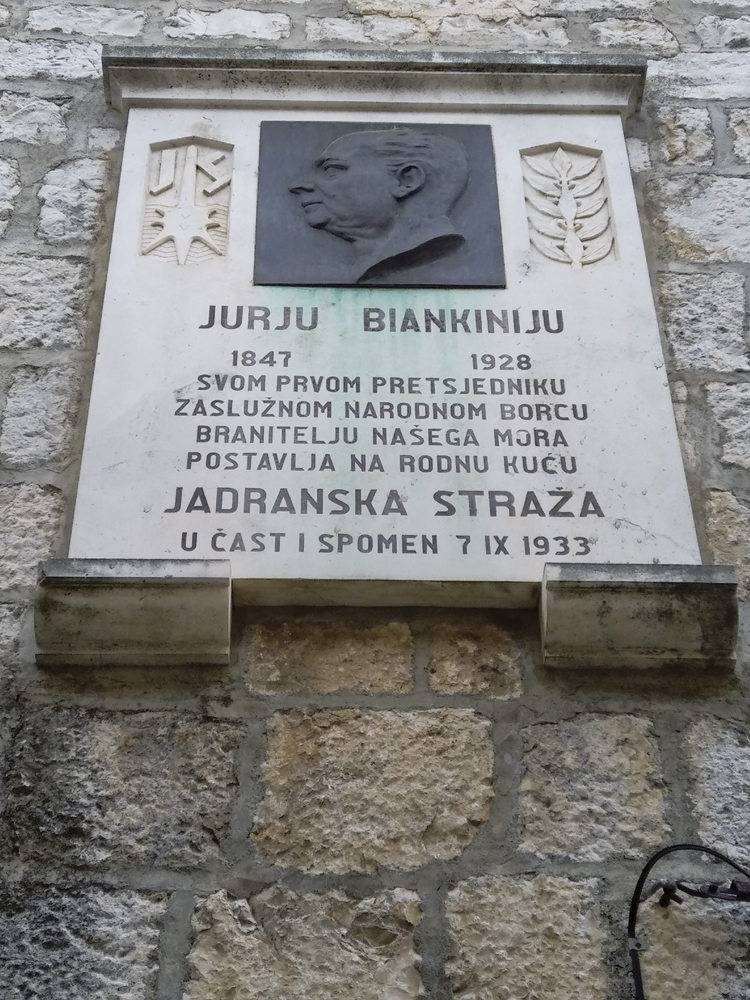 JS
JURJU BIANKINIJU
1847 1928
SVOM PRVOM PRETSJEDNIKU
ZASLUŽNOM NARODNOM BORCU
BRANITELJU NAŠEGA MORA
POSTAVLJA NA RODNU KUĆU
JADRANSKA STRAŽA
U ČAST I SPOMEN 7 IX 1933